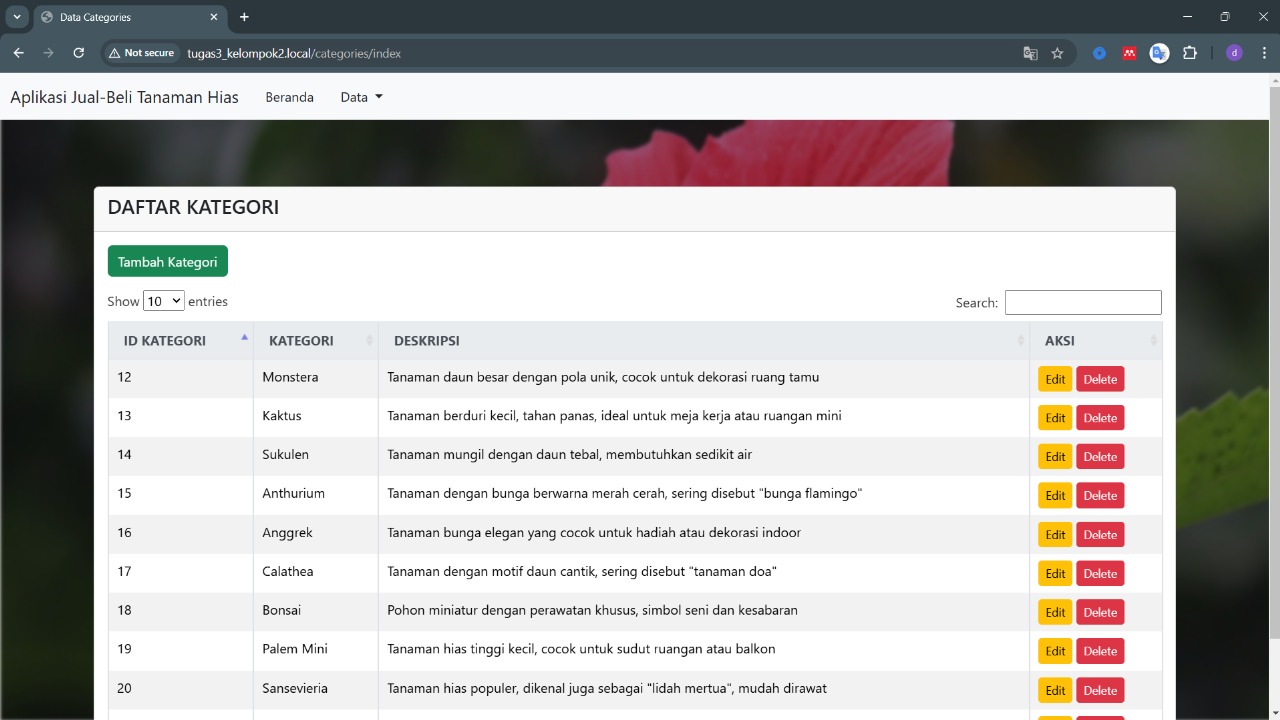 Data Categories
Not secure tugas3_kelompok2.local/categories/index
d
Aplikasi Jual-Beli Tanaman Hias Beranda Data
DAFTAR KATEGORI
Tambah Kategori
Show 10 entries Search:
ID KATEGORI KATEGORI DESKRIPSI AKSI
12 Monstera Tanaman daun besar dengan pola unik, cocok untuk dekorasi ruang tamu Edit Delete
13 Kaktus Tanaman berduri kecil, tahan panas, ideal untuk meja kerja atau ruangan mini Edit Delete
14 Sukulen Tanaman mungil dengan daun tebal, membutuhkan sedikit air Edit Delete
15 Anthurium Tanaman dengan bunga berwarna merah cerah, sering disebut "bunga flamingo" Edit Delete
16 Anggrek Tanaman bunga elegan yang cocok untuk hadiah atau dekorasi indoor Edit Delete
17 Calathea Tanaman dengan motif daun cantik, sering disebut "tanaman doa" Edit Delete
18 Bonsai Pohon miniatur dengan perawatan khusus, simbol seni dan kesabaran Edit Delete
19 Palem Mini Tanaman hias tinggi kecil, cocok untuk sudut ruangan atau balkon Edit Delete
20 Sansevieria Tanaman hias populer, dikenal juga sebagai "lidah mertua", mudah dirawat Edit Delete